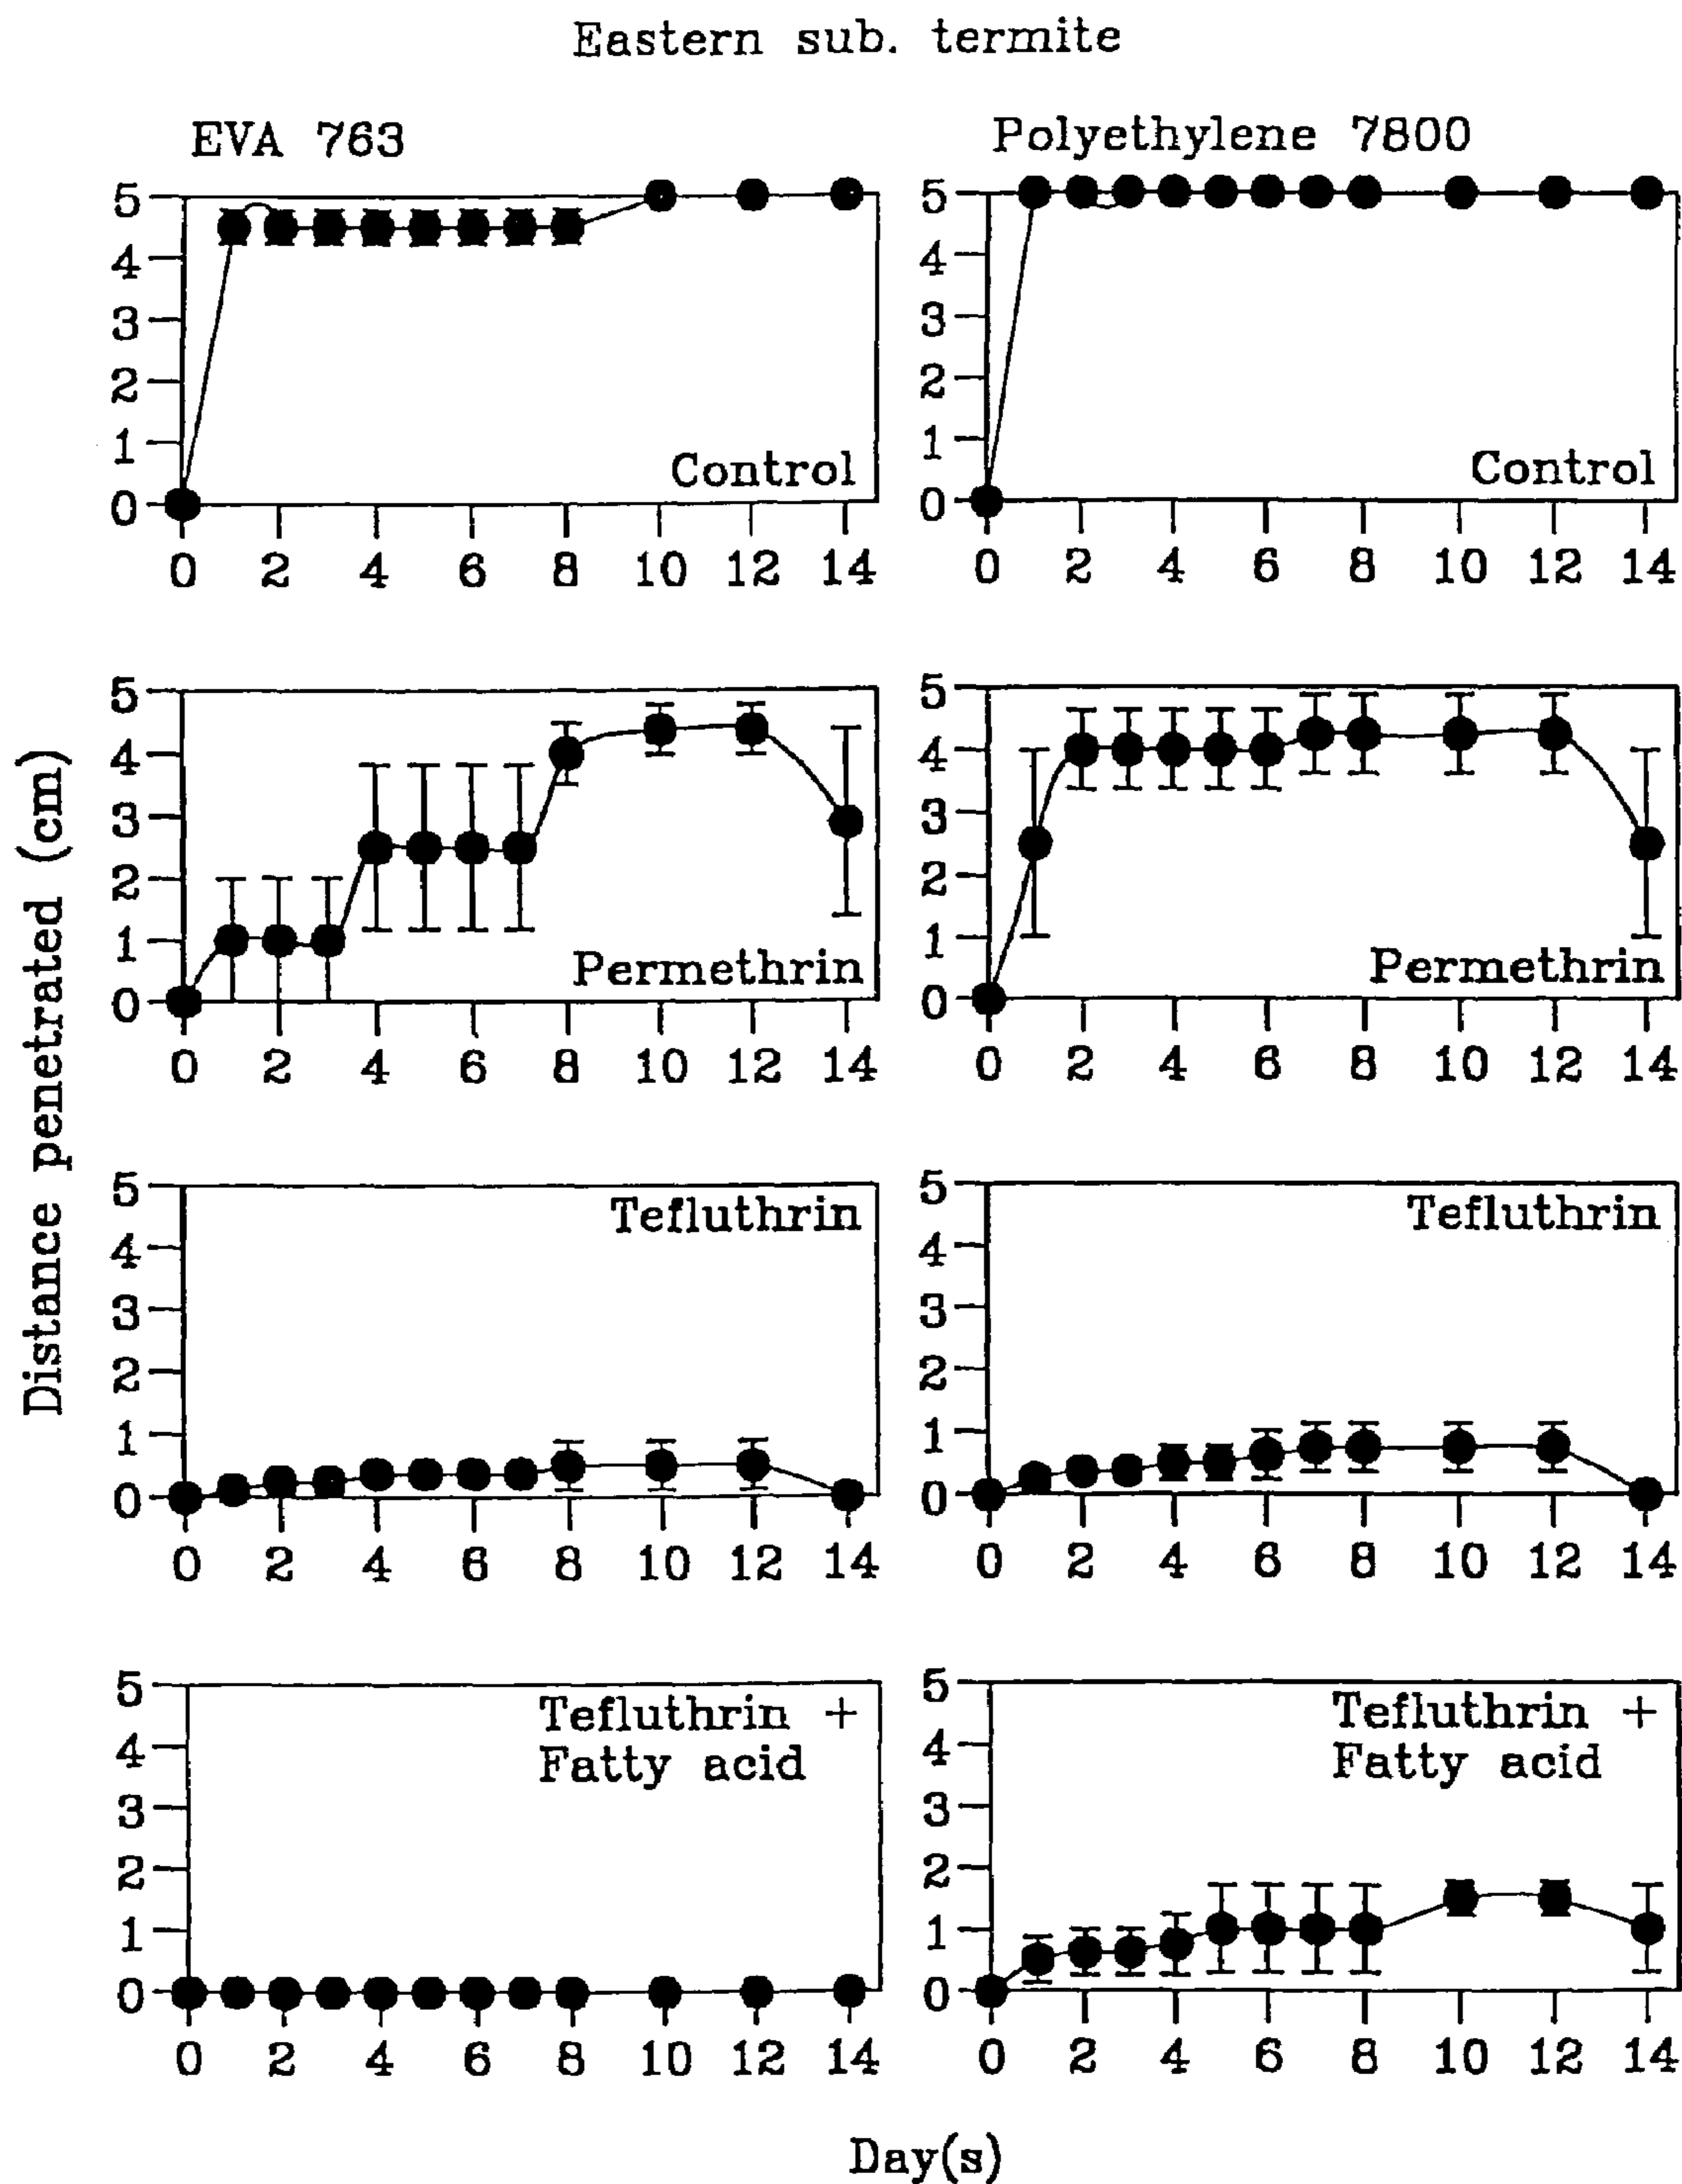 Eastern sub. termite
EVA 763
Polyethylene 7800
Distance penetrated (cm)
5
4
3
2
1
0
Control
0 2 4 6 8 10 12 14
5
4
3
2
1
0
Control
0 2 4 6 8 10 12 14
5
4
3
2
1
0
Permethrin
0 2 4 6 8 10 12 14
5
4
3
2
1
0
Permethrin
0 2 4 6 8 10 12 14
5
4
3
2
1
0
Tefluthrin
0 2 4 6 8 10 12 14
5
4
3
2
1
0
Tefluthrin
0 2 4 6 8 10 12 14
5
4
3
2
1
0
Tefluthrin +
Fatty acid
0 2 4 6 8 10 12 14
5
4
3
2
1
0
Tefluthrin +
Fatty acid
0 2 4 6 8 10 12 14
Day(s)